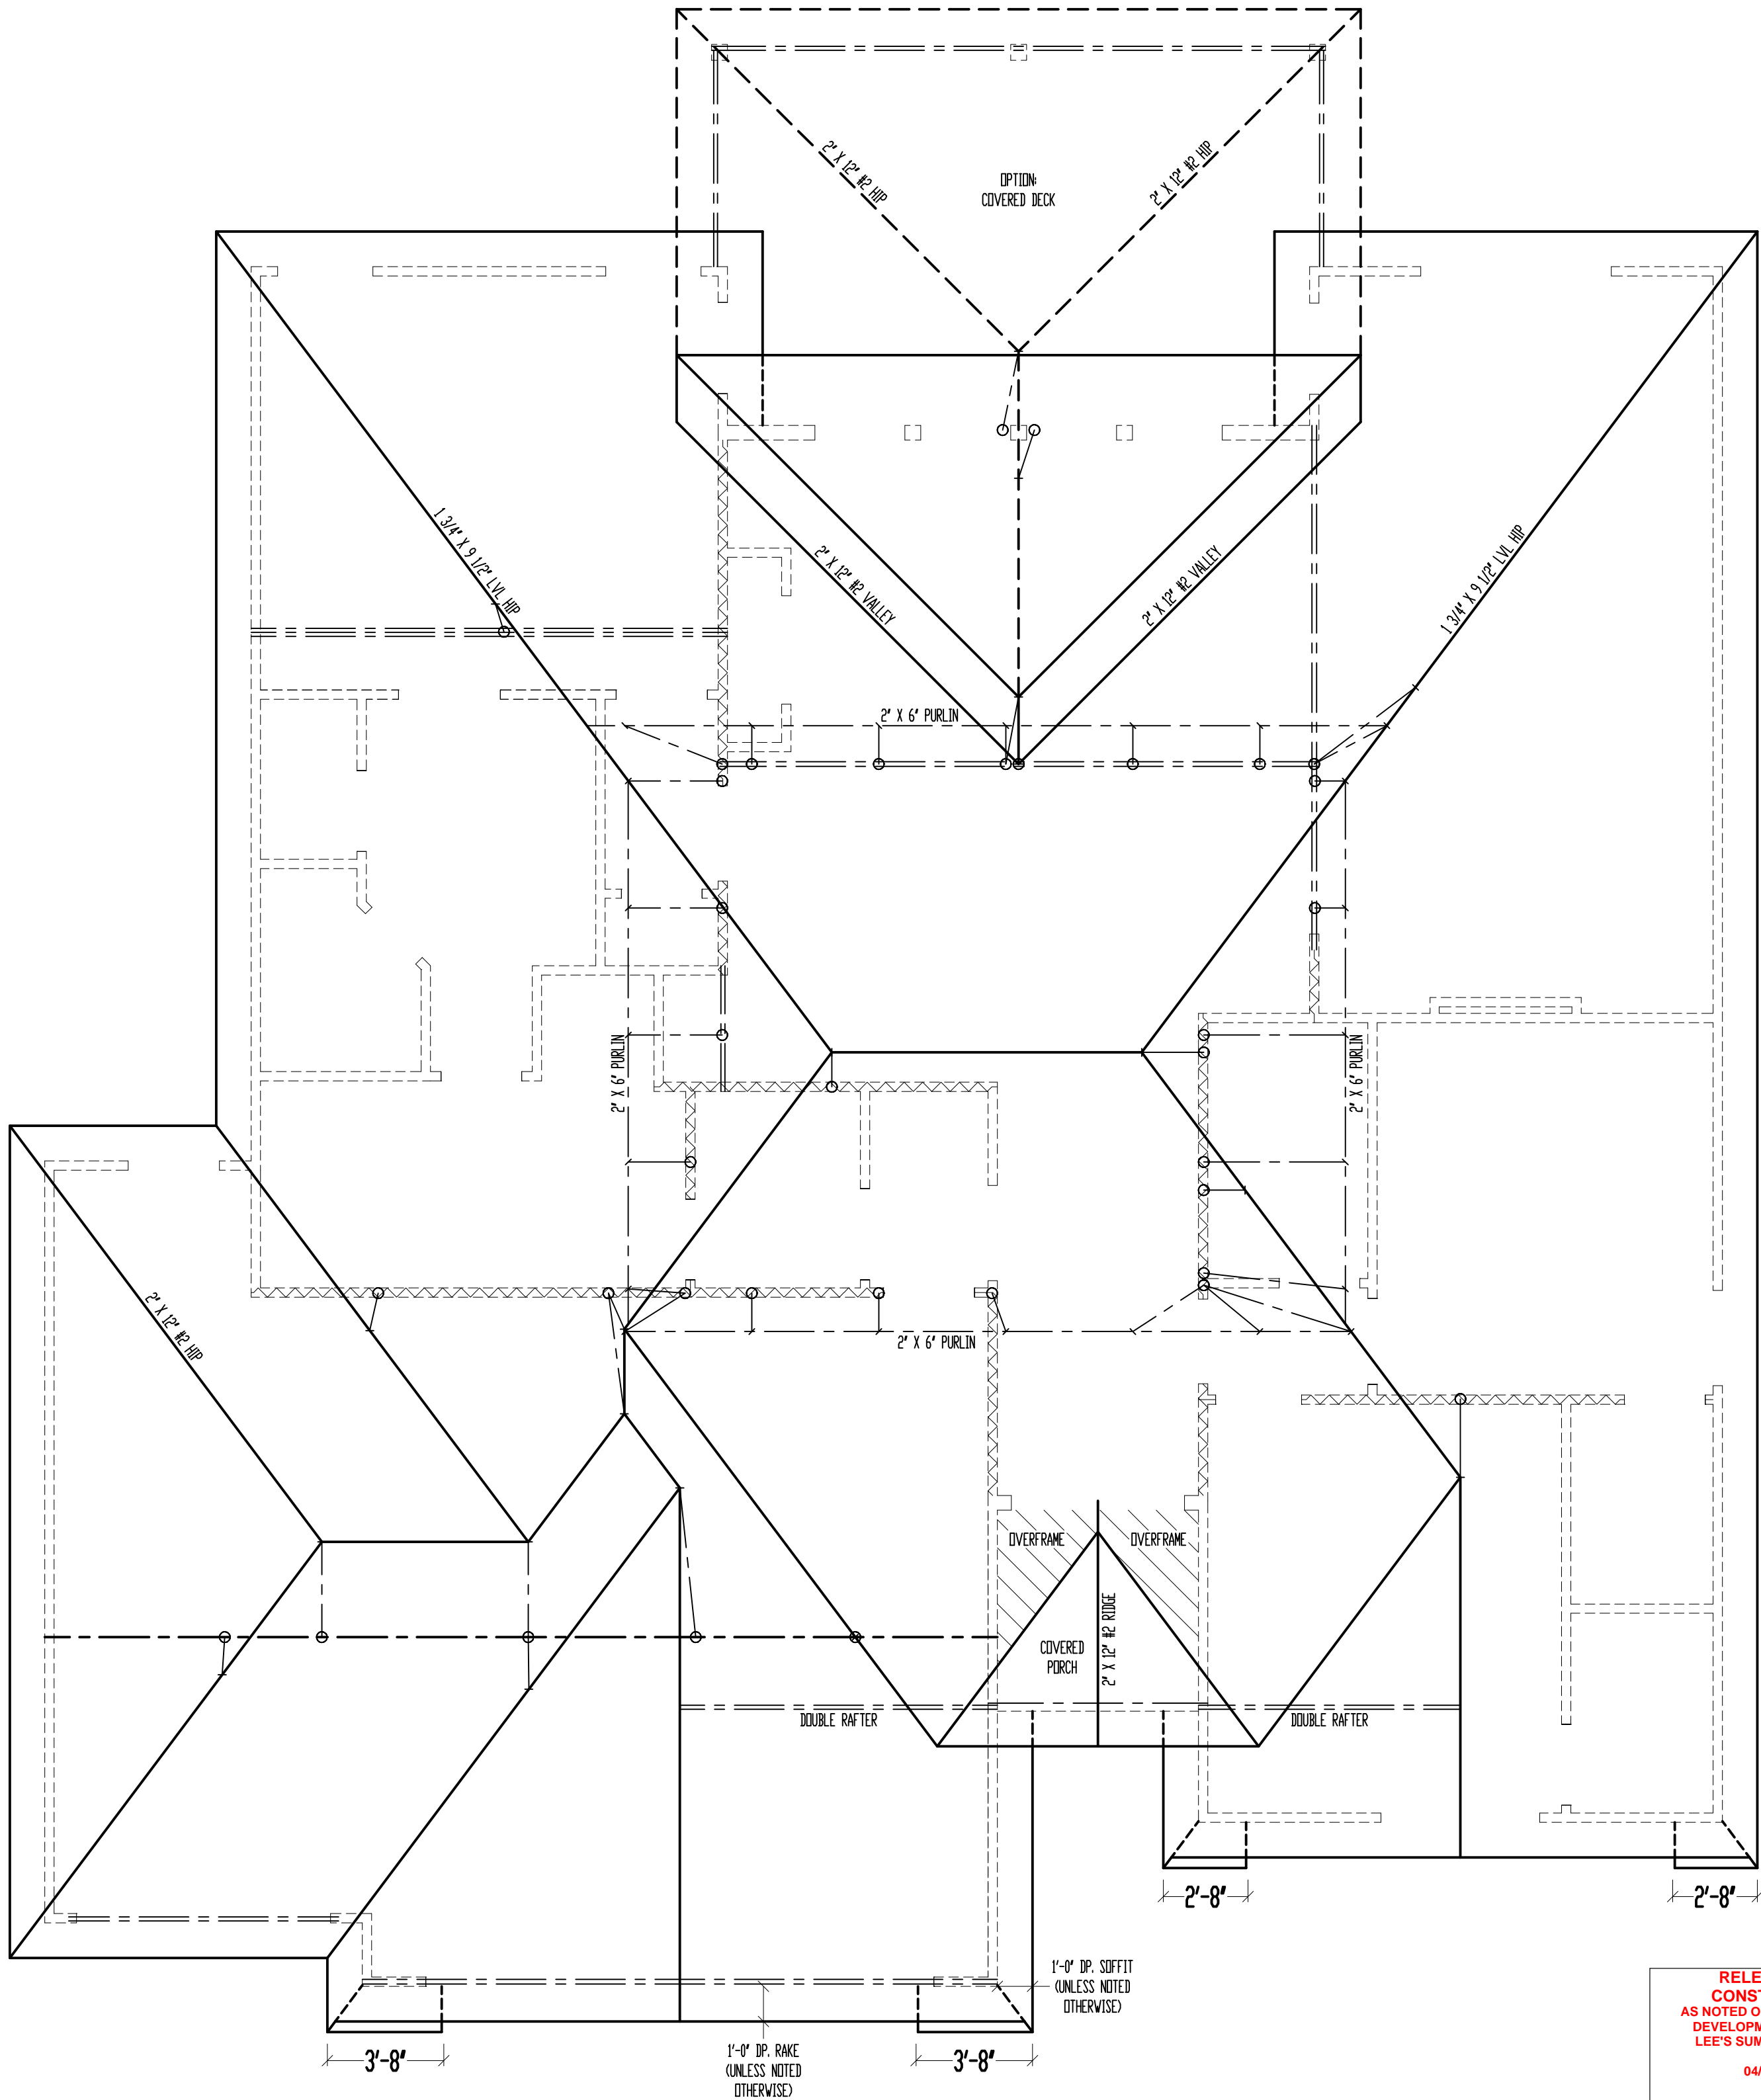 2" X 12" #2 HIP
2" X 12" #2 HIP
OPTION:
COVERED DECK
1 3/4" X 9 1/2" LVL HIP
2" X 12" #2 VALLEY
2" X 12" #2 VALLEY
1 3/4" X 9 1/2" LVL HIP
2" X 6" PURLIN
2" X 6" PURLIN
2" X 6" PURLIN
2" X 12" #2 HIP
2" X 6" PURLIN
OVERFRAME
OVERFRAME
COVERED
PORCH
2" X 12" #2 RIDGE
DOUBLE RAFTER
DOUBLE RAFTER
2'-8"
2'-8"
1'-0" DP. SOFFIT
(UNLESS NOTED
OTHERWISE)
3'-8"
1'-0" DP. RAKE
(UNLESS NOTED
OTHERWISE)
3'-8"
RELE
CONST
AS NOTED O
DEVELOPM
LEE'S SUM
04/